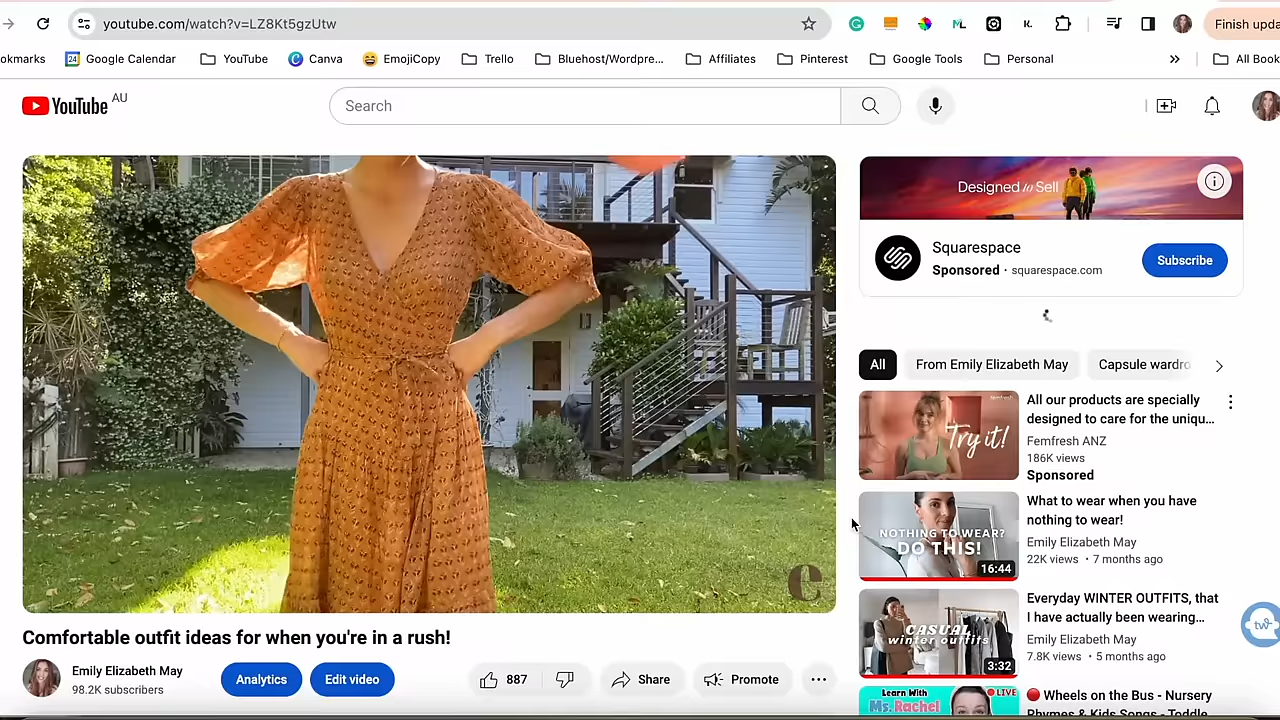 youtube.com/watch?v=LZ8Kt5gzUtw
Finish upda
okmarks
Google Calendar
YouTube
Canva
EmojiCopy
Trello
Bluehost/Wordpre...
Affiliates
Pinterest
Google Tools
Personal
All Book
YouTube AU
Search
Designed to Sell
Squarespace
Sponsored · squarespace.com
Subscribe
All
From Emily Elizabeth May
Capsule wardro
Try it!
All our products are specially
designed to care for the uniqu...
Femfresh ANZ
186K views
Sponsored
NOTHING TO WEAR?
DO THIS!
16:44
What to wear when you have
nothing to wear!
Emily Elizabeth May
22K views · 7 months ago
CASUAL
winter outfits
3:32
Everyday WINTER OUTFITS, that
I have actually been wearing...
Emily Elizabeth May
7.8K views · 5 months ago
Learn With
Ms. Rachel
LIVE
Wheels on the Bus - Nursery
Rhymes & Kids Songs - Toddle
e
Comfortable outfit ideas for when you're in a rush!
Emily Elizabeth May
98.2K subscribers
Analytics
Edit video
887
Share
Promote